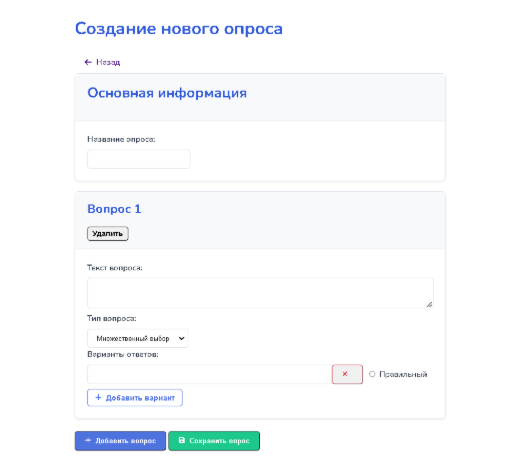 Создание нового опроса
Назад
Основная информация
Название опроса:
Вопрос 1
Удалить
Текст вопроса:
Тип вопроса:
Множественный выбор
Варианты ответов:
Правильный
+ Добавить вариант
+ Добавить вопрос
Сохранить опрос